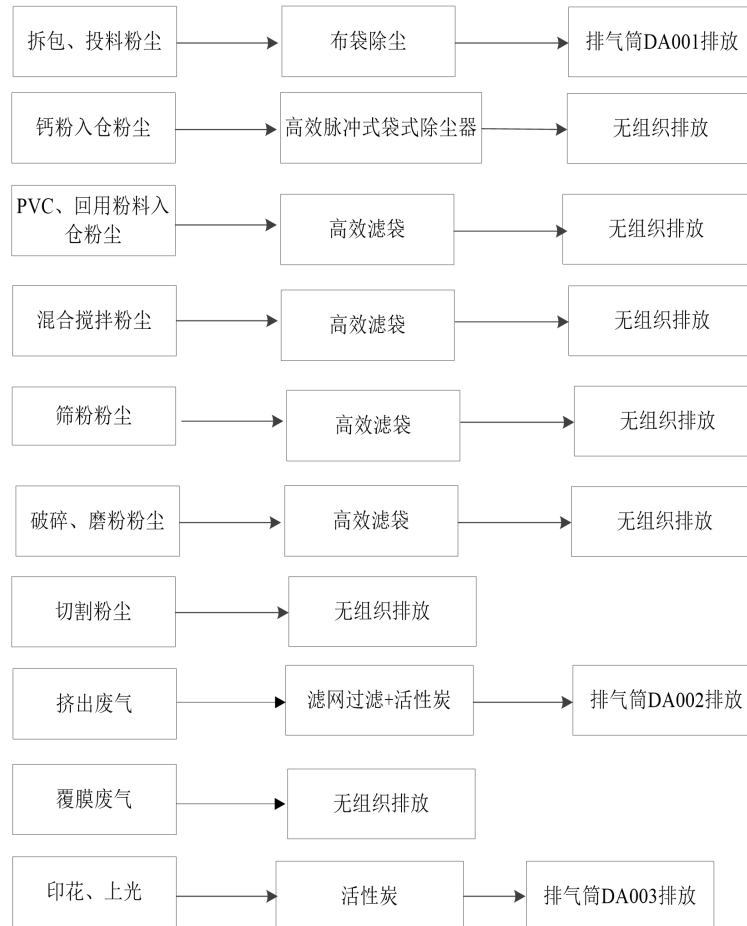 拆包、投料粉尘
布袋除尘
排气筒DA001排放
钙粉入仓粉尘
高效脉冲式袋式除尘器
无组织排放
PVC、回用粉料入
仓粉尘
高效滤袋
无组织排放
混合搅拌粉尘
高效滤袋
无组织排放
筛粉粉尘
高效滤袋
无组织排放
破碎、磨粉粉尘
高效滤袋
无组织排放
切割粉尘
无组织排放
挤出废气
滤网过滤+活性炭
排气筒DA002排放
覆膜废气
无组织排放
印花、上光
活性炭
排气筒DA003排放